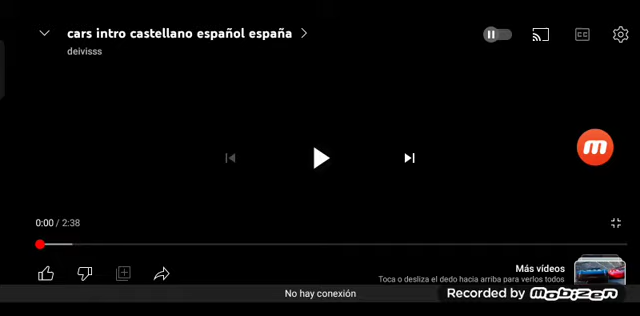 cars intro castellano español españa
deivisss
CC
m
0:00 / 2:38
Más vídeos
Toca o desliza el dedo hacia arriba para verlos todos
No hay conexión
Recorded by mobizen